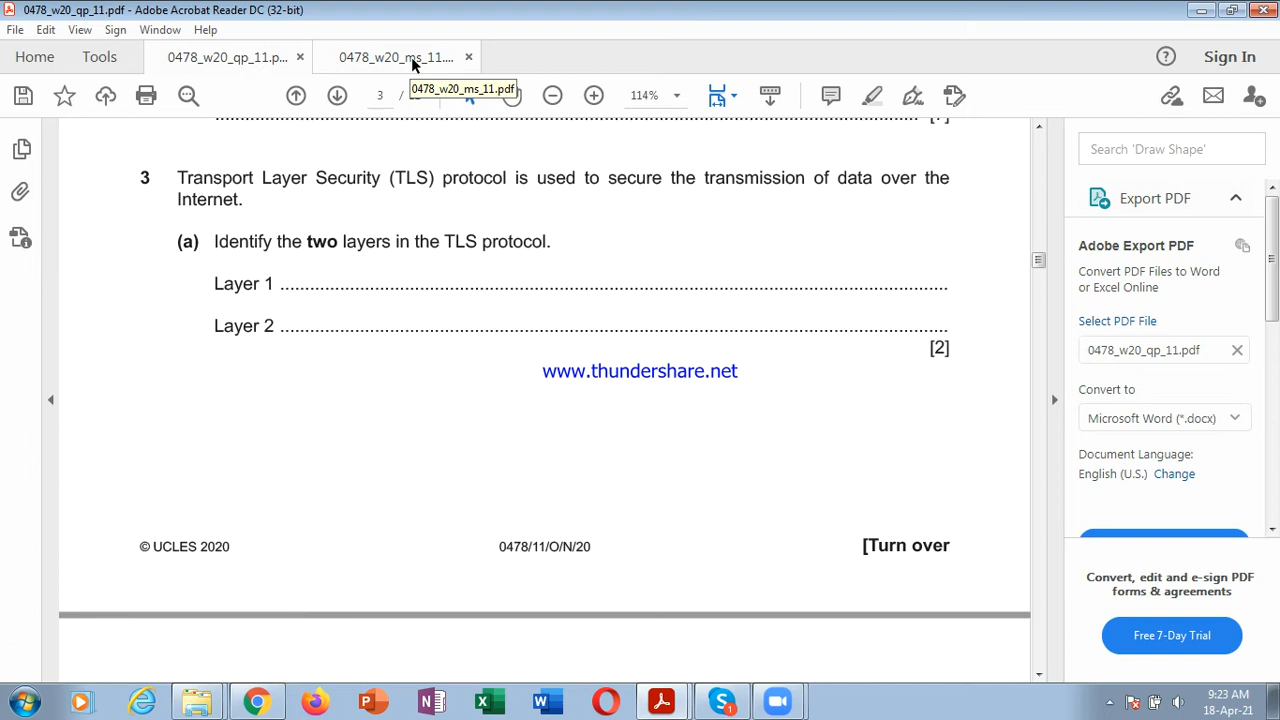 0478_w20_qp_11.pdf - Adobe Acrobat Reader DC (32-bit)
File Edit View Sign Window Help
Home Tools 0478_w20_qp_11.p... × 0478_w20_ms_11.... × Sign In
3 / 114%
0478_w20_ms_11.pdf
3 Transport Layer Security (TLS) protocol is used to secure the transmission of data over the
Internet.
(a) Identify the two layers in the TLS protocol.
Layer 1 ..........................................................................................................................................
Layer 2 ..........................................................................................................................................
[2]
www.thundershare.net
© UCLES 2020 0478/11/O/N/20 [Turn over
Search 'Draw Shape'
Export PDF
Adobe Export PDF
Convert PDF Files to Word
or Excel Online
Select PDF File
0478_w20_qp_11.pdf
Convert to
Microsoft Word (*.docx)
Document Language:
English (U.S.) Change
Convert, edit and e-sign PDF
forms & agreements
Free 7-Day Trial
9:23 AM
18-Apr-21